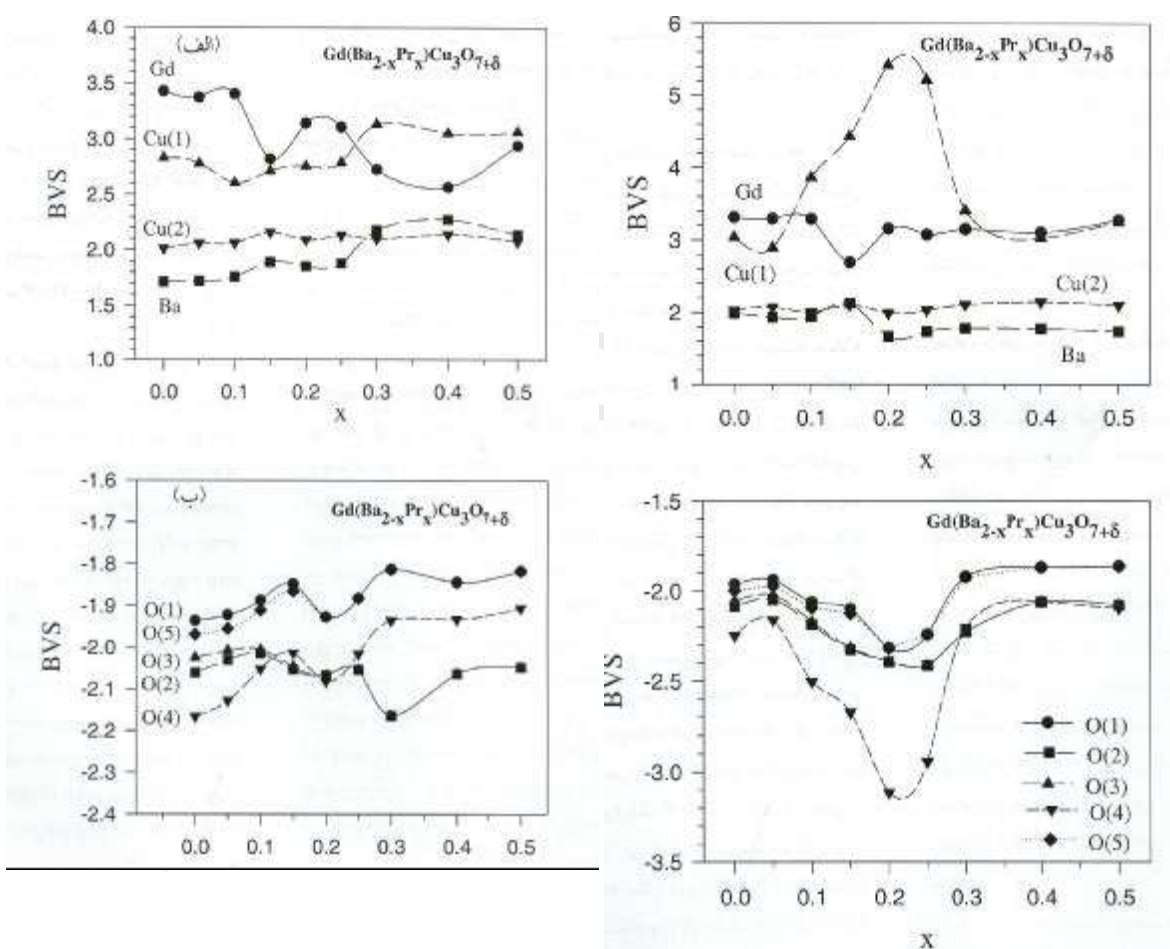 (الف)
Gd(Ba2-xPrx)Cu3O7+δ
Gd
Cu(1)
Cu(2)
Ba
BVS
4.0
3.5
3.0
2.5
2.0
1.5
1.0
0.0 0.1 0.2 0.3 0.4 0.5
x
Gd(Ba2-xPrx)Cu3O7+δ
Gd
Cu(1)
Cu(2)
Ba
BVS
6
5
4
3
2
1
0.0 0.1 0.2 0.3 0.4 0.5
x
(ب)
Gd(Ba2-xPrx)Cu3O7+δ
O(1)
O(5)
O(3)
O(2)
O(4)
BVS
-1.6
-1.7
-1.8
-1.9
-2.0
-2.1
-2.2
-2.3
-2.4
0.0 0.1 0.2 0.3 0.4 0.5
Gd(Ba2-xPrx)Cu3O7+δ
BVS
-1.5
-2.0
-2.5
-3.0
-3.5
O(1)
O(2)
O(3)
O(4)
O(5)
0.0 0.1 0.2 0.3 0.4 0.5
x